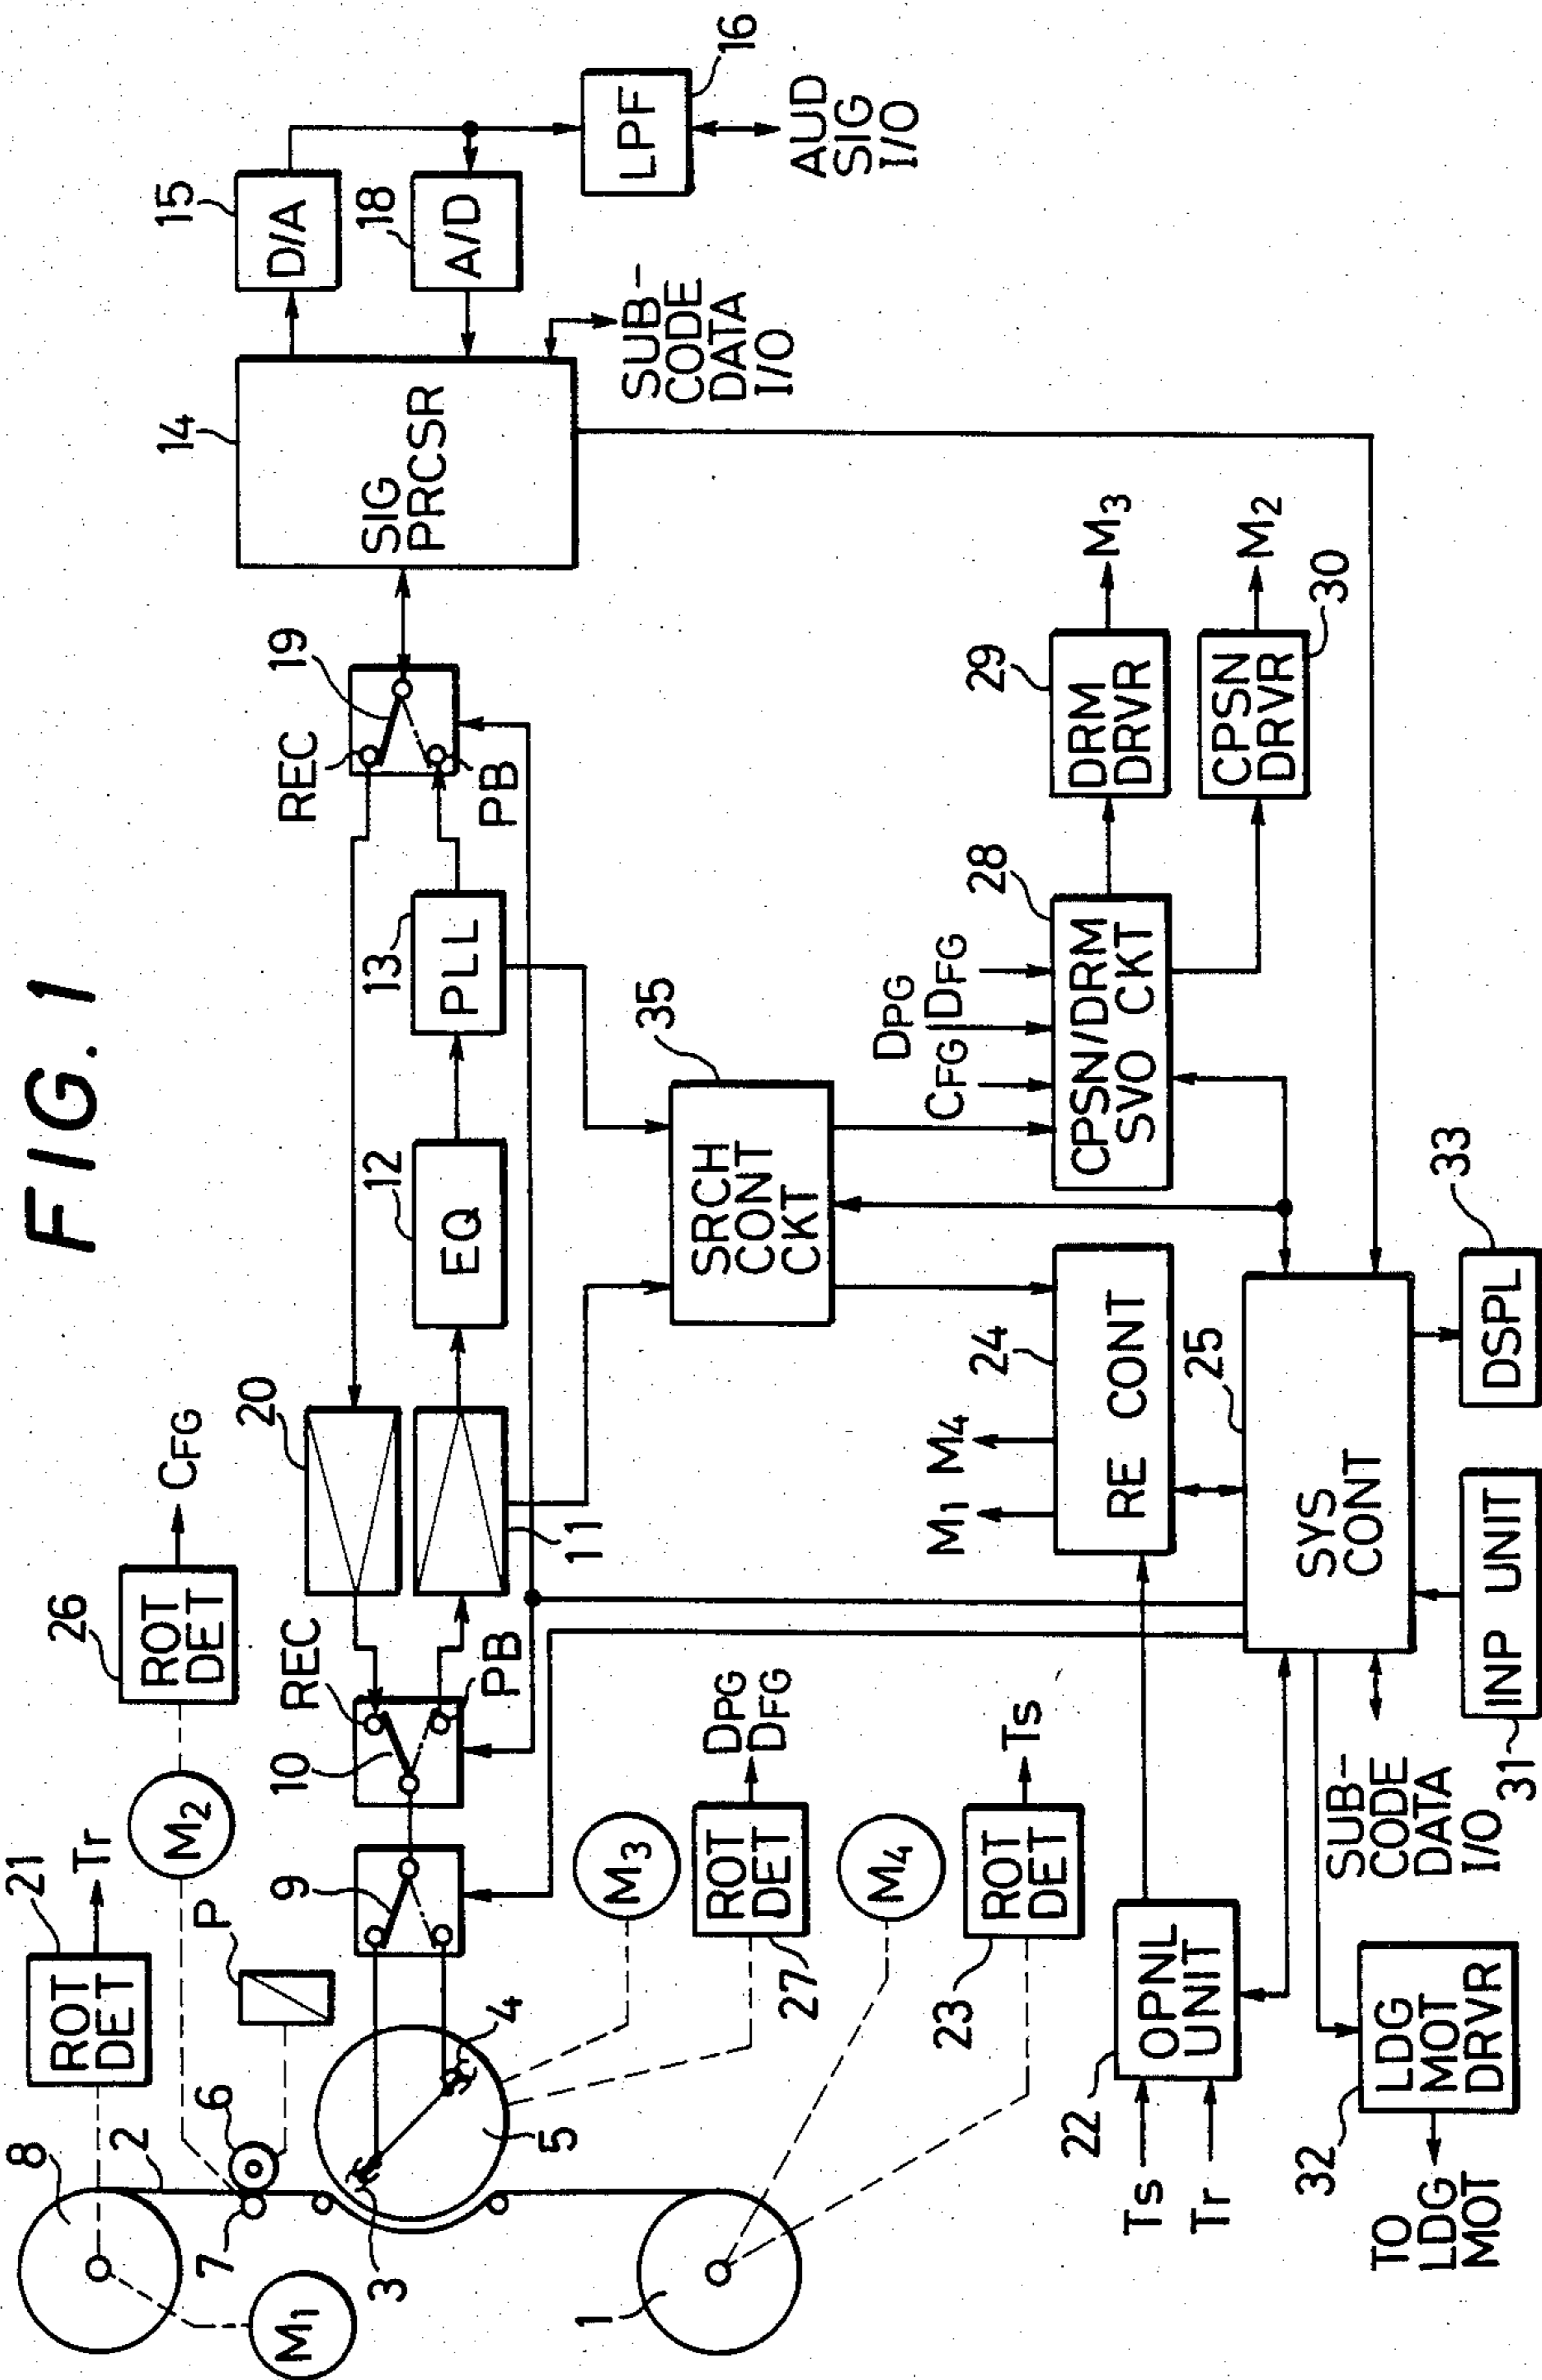 FIG. 1
8
2
21
ROT
DET
Tr
M1
7
6
P
M2
26
ROT
DET
CFG
3
4
5
9
10
REC
PB
20
11
12
EQ
13
PLL
REC
PB
19
14
SIG
PRCSR
15
D/A
18
A/D
LPF
16
AUD
SIG
I/O
SUB-
CODE
DATA
I/O
1
M3
ROT
DET
27
DPG
DFG
M4
23
ROT
DET
Ts
35
SRCH
CONT
CKT
M1
M4
24
RE CONT
CFG
DPG
DFG
28
CPSN/DRM
SVO CKT
29
DRM
DRVR
M3
CPSN
DRVR
30
M2
22
Ts
Tr
OPNL
UNIT
25
SYS
CONT
32
LDG
MOT
DRVR
TO
LDG
MOT
SUB-
CODE
DATA
I/O
31
INP UNIT
33
DSPL